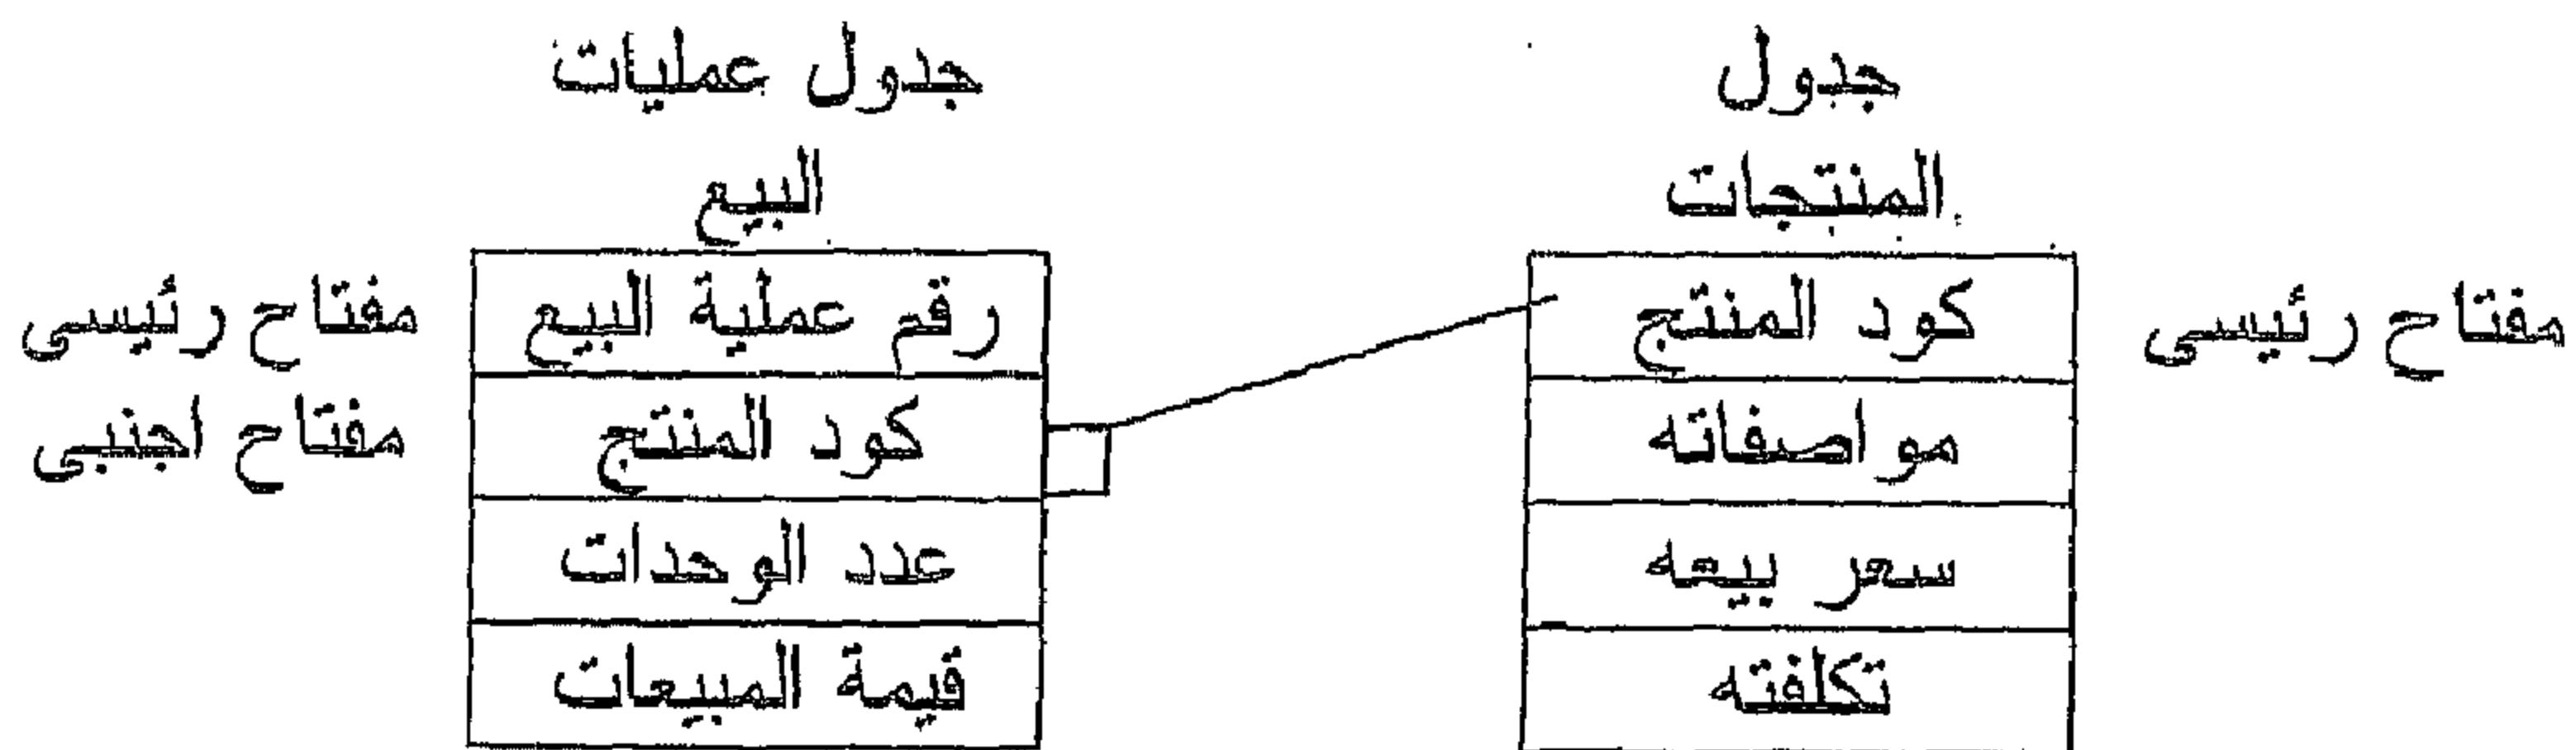 جدول
المنتجات
مفتاح رئيسى
كود المنتج
مواصفاته
سعر بيعه
تكلفته
جدول عمليات
البيع
رقم عملية البيع
مفتاح رئيسى
كود المنتج
مفتاح اجنبى
عدد الوحدات
قيمة المبيعات